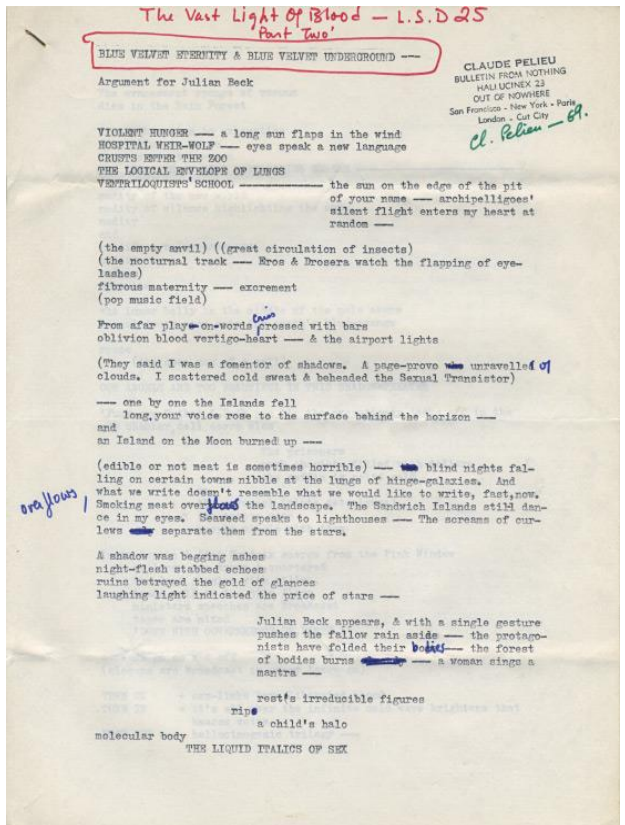 The Vast Light Of Blood — L.S.D 25
Part Two'
BLUE VELVET ETERNITY & BLUE VELVET UNDERGROUND ---
CLAUDE PELIEU
BULLETIN FROM NOTHING
HALLUCINEX 23
OUT OF NOWHERE
San Francisco - New York - Paris
London - Cut City
Cl. Pelieu — 69.
Argument for Julian Beck
VIOLENT HUNGER --- a long sun flaps in the wind
HOSPITAL WEIR-WOLF --- eyes speak a new language
CRUSTS ENTER THE ZOO
THE LOGICAL ENVELOPE OF LUNGS
VENTRILOQUISTS' SCHOOL ------------ the sun on the edge of the pit
of your name --- archipelligoes'
silent flight enters my heart at
random ---
(the empty anvil) ((great circulation of insects)
(the nocturnal track --- Eros & Drosera watch the flapping of eye-
lashes)
fibrous maternity --- exorement
(pop music field)
From afar play-on-words criss crossed with bars
oblivion blood vertigo-heart --- & the airport lights
(They said I was a fomentor of shadows. A page-provo unravelled of
clouds. I scattered cold sweat & beheaded the Sexual Transistor)
--- one by one the Islands fell
long, your voice rose to the surface behind the horizon ---
and
an Island on the Moon burned up ---
(edible or not meat is sometimes horrible) --- blind nights fal-
ling on certain towns nibble at the lungs of hinge-galaxies. And
what we write doesn't resemble what we would like to write, fast,now.
overflows,
Smoking meat overflows the landscape. The Sandwich Islands still dan-
ce in my eyes. Seaweed speaks to lighthouses --- The screams of cur-
lews separate them from the stars.
A shadow was begging ashes
night-flesh stabbed echoes
ruins betrayed the gold of glances
laughing light indicated the price of stars ---
Julian Beck appears, & with a single gesture
pushes the fallow rain aside --- the protago-
nists have folded their bodies --- the forest
of bodies burns --- a woman sings a
mantra ---
rest's irreducible figures
rips
a child's halo
molecular body
THE LIQUID ITALICS OF SEX